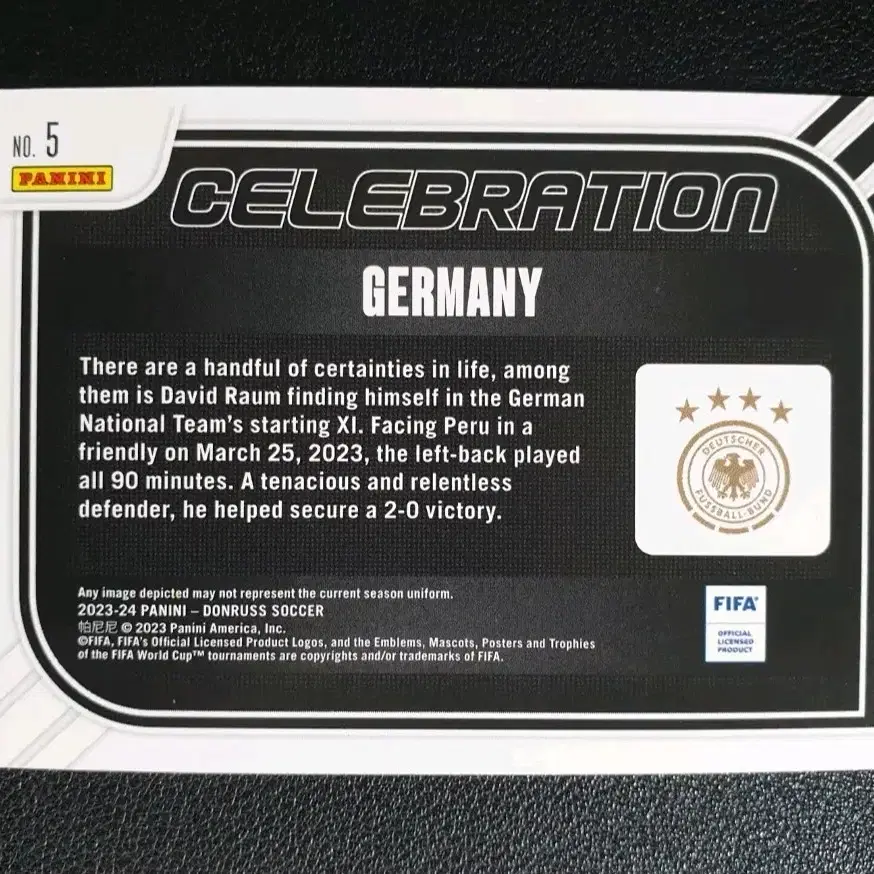 NO. 5
PANINI
CELEBRATION
GERMANY
There are a handful of certainties in life, among
them is David Raum finding himself in the German
National Team's starting XI. Facing Peru in a
friendly on March 25, 2023, the left-back played
all 90 minutes. A tenacious and relentless
defender, he helped secure a 2-0 victory.
DEUTSCHER
FUSSBALL-BUND
Any image depicted may not represent the current season uniform.
2023-24 PANINI – DONRUSS SOCCER
帕尼尼 © 2023 Panini America, Inc.
©FIFA, FIFA's Official Licensed Product Logos, and the Emblems, Mascots, Posters and Trophies
of the FIFA World Cup™ tournaments are copyrights and/or trademarks of FIFA.
FIFA®
OFFICIAL
LICENSED
PRODUCT